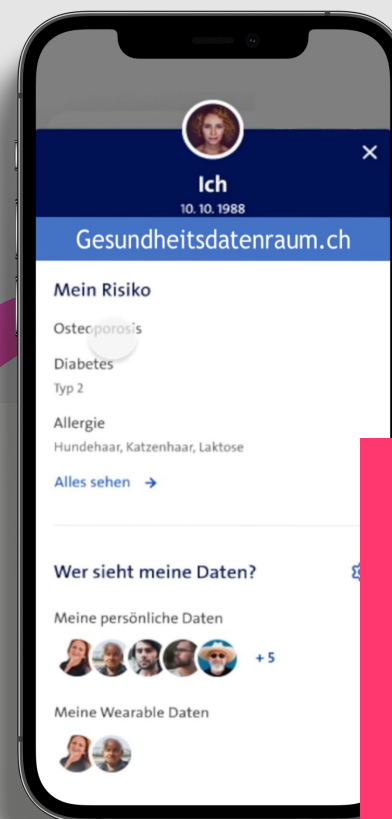 Ich
10. 10. 1988
Gesundheitsdatenraum.ch
Mein Risiko
Osteoporosis
Diabetes
Typ 2
Allergie
Hundehaar, Katzenhaar, Laktose
Alles sehen
Wer sieht meine Daten?
Meine persönliche Daten
+ 5
Meine Wearable Daten